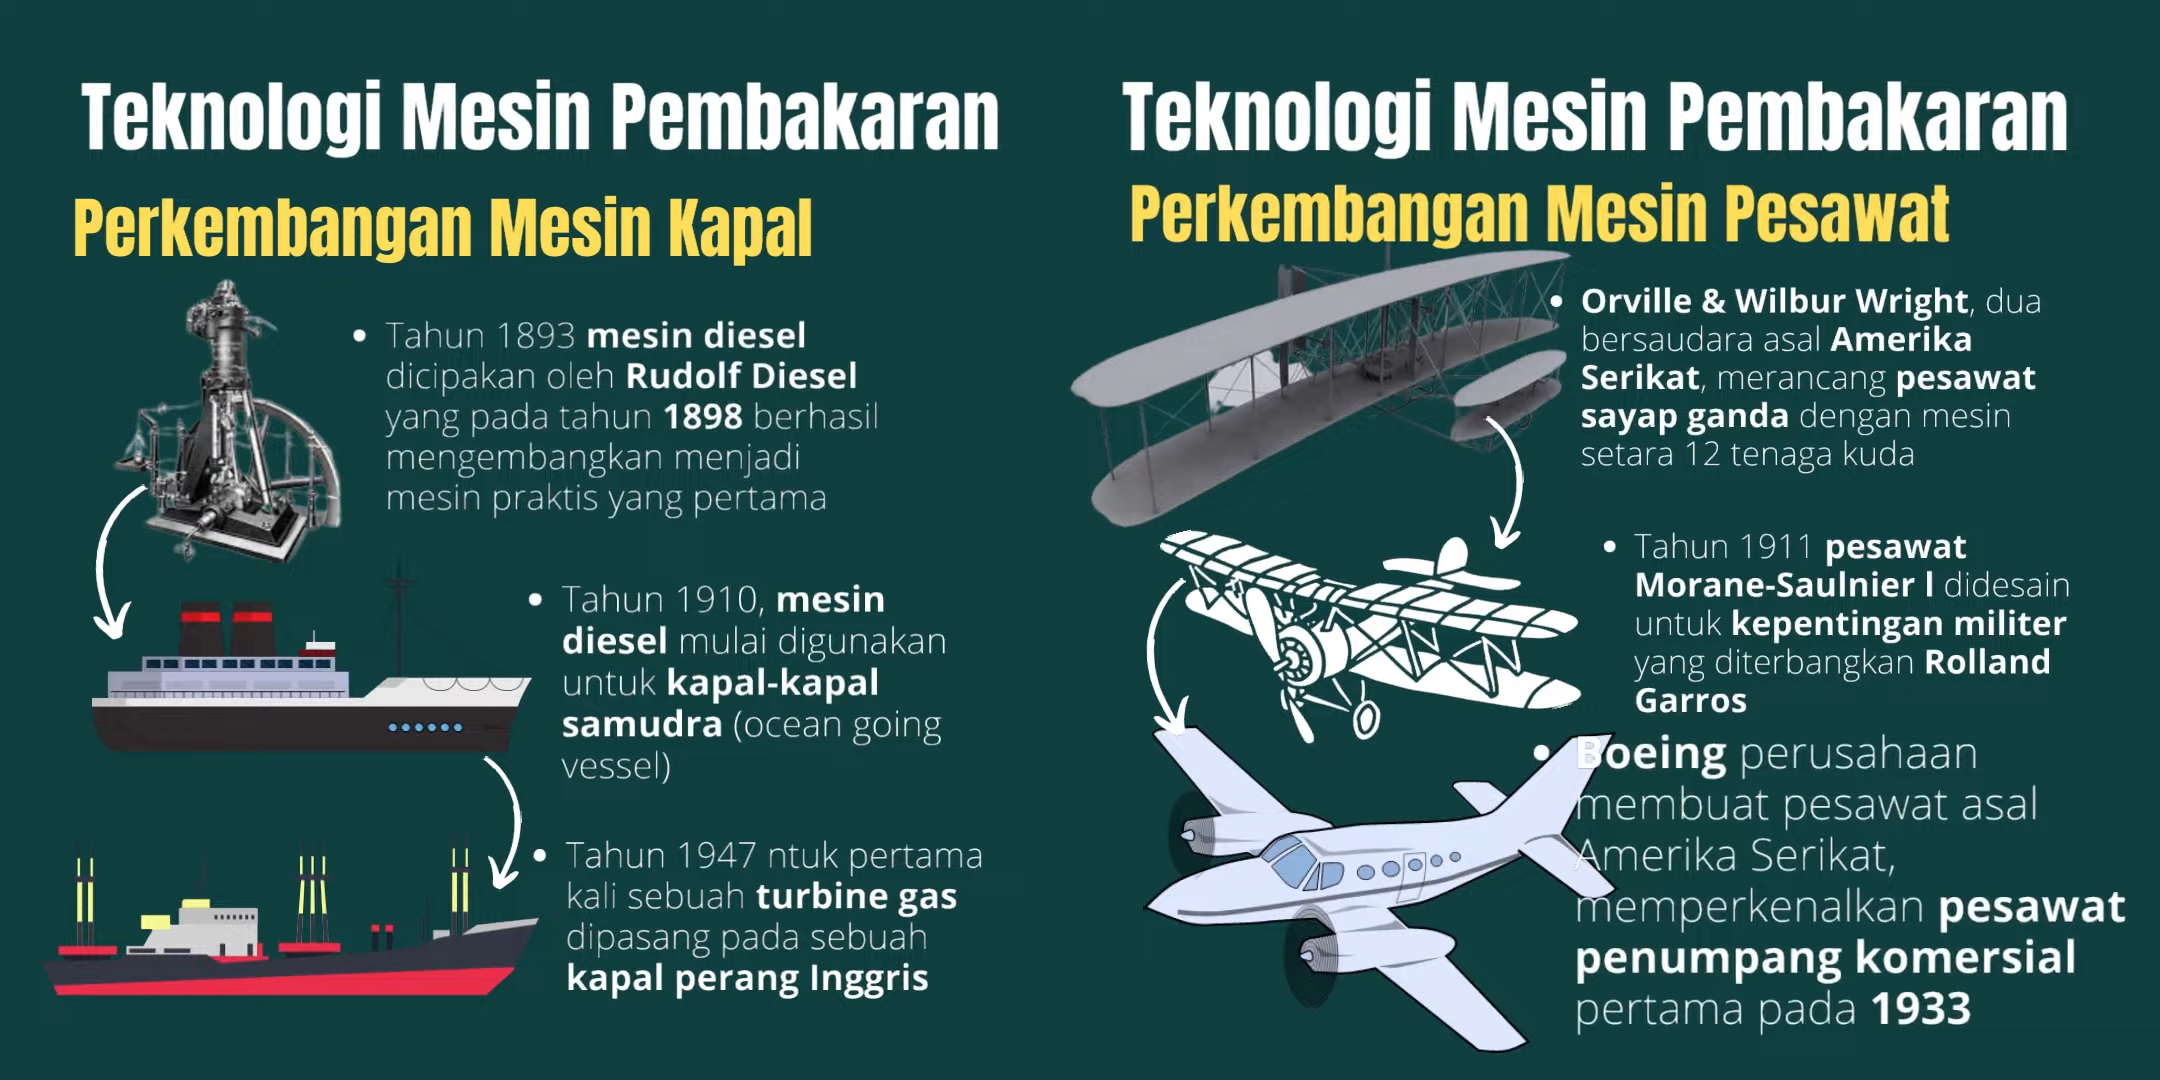 Teknologi Mesin Pembakaran
Perkembangan Mesin Kapal
• Tahun 1893 mesin diesel
dicipakan oleh Rudolf Diesel
yang pada tahun 1898 berhasil
mengembangkan menjadi
mesin praktis yang pertama
• Tahun 1910, mesin
diesel mulai digunakan
untuk kapal-kapal
samudra (ocean going
vessel)
• Tahun 1947 ntuk pertama
kali sebuah turbine gas
dipasang pada sebuah
kapal perang Inggris
Teknologi Mesin Pembakaran
Perkembangan Mesin Pesawat
• Orville & Wilbur Wright, dua
bersaudara asal Amerika
Serikat, merancang pesawat
sayap ganda dengan mesin
setara 12 tenaga kuda
• Tahun 1911 pesawat
Morane-Saulnier l didesain
untuk kepentingan militer
yang diterbangkan Rolland
Garros
• Boeing perusahaan
membuat pesawat asal
Amerika Serikat,
memperkenalkan pesawat
penumpang komersial
pertama pada 1933